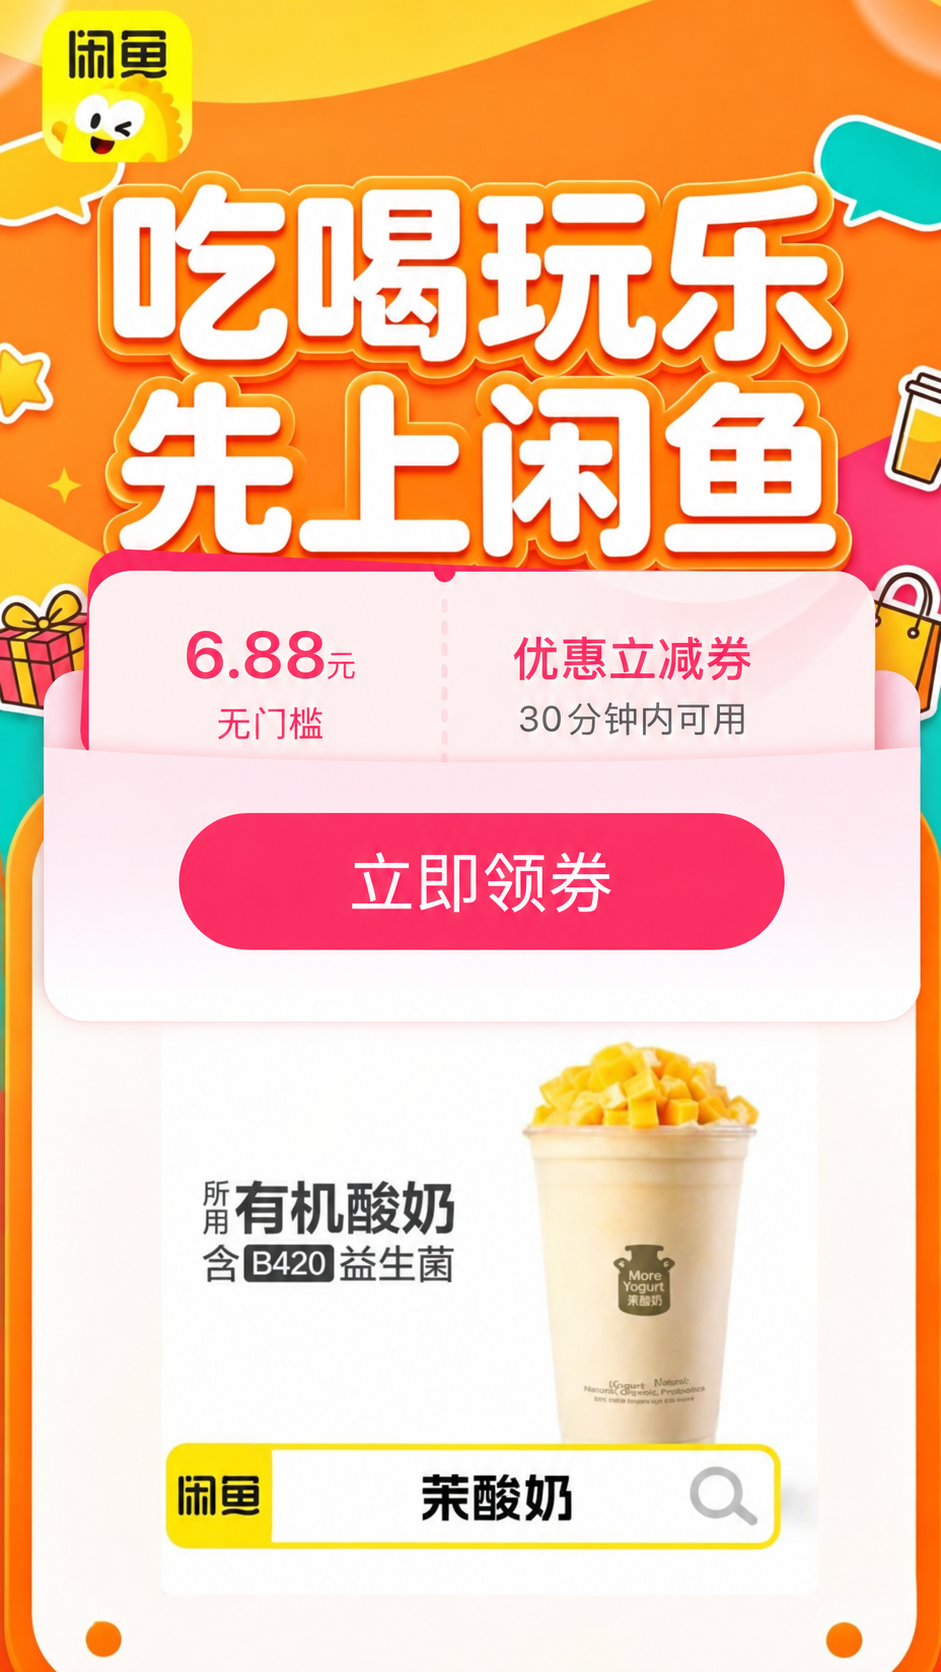 闲鱼
吃喝玩乐
先上闲鱼
6.88元
无门槛
优惠立减券
30分钟内可用
立即领券
所用有机酸奶
含B420益生菌
More
Yogurt
茉酸奶
Natural, Organic, Probiotics
闲鱼 茉酸奶